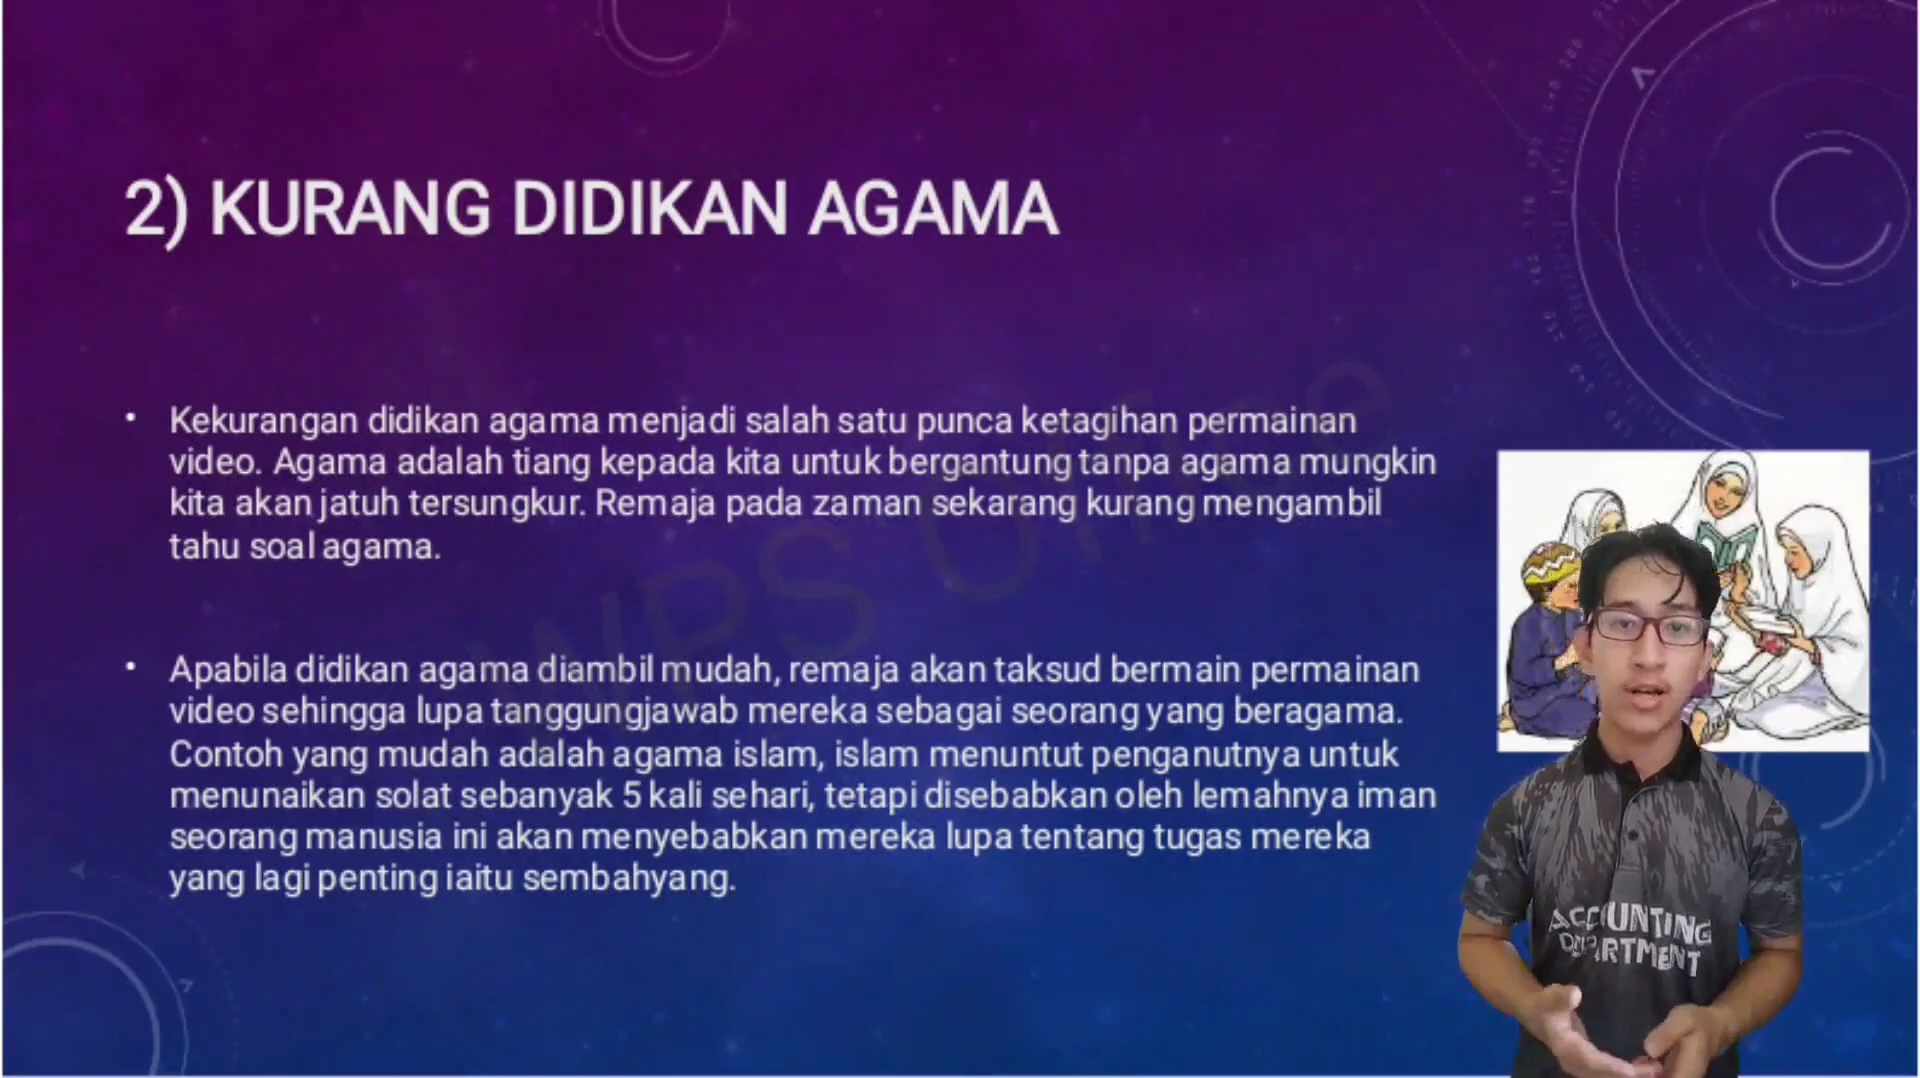 2) KURANG DIDIKAN AGAMA
• Kekurangan didikan agama menjadi salah satu punca ketagihan permainan
video. Agama adalah tiang kepada kita untuk bergantung tanpa agama mungkin
kita akan jatuh tersungkur. Remaja pada zaman sekarang kurang mengambil
tahu soal agama.
• Apabila didikan agama diambil mudah, remaja akan taksud bermain permainan
video sehingga lupa tanggungjawab mereka sebagai seorang yang beragama.
Contoh yang mudah adalah agama islam, islam menuntut penganutnya untuk
menunaikan solat sebanyak 5 kali sehari, tetapi disebabkan oleh lemahnya iman
seorang manusia ini akan menyebabkan mereka lupa tentang tugas mereka
yang lagi penting iaitu sembahyang.
WPS Office
ACCOUNTING
DEPARTMENT